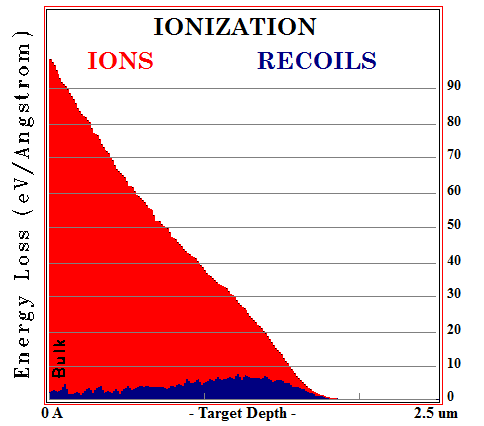 IONIZATION
IONS RECOILS
Energy Loss (eV/Angstrom)
90
80
70
60
50
40
30
20
10
0
Bulk
0 A - Target Depth - 2.5 um